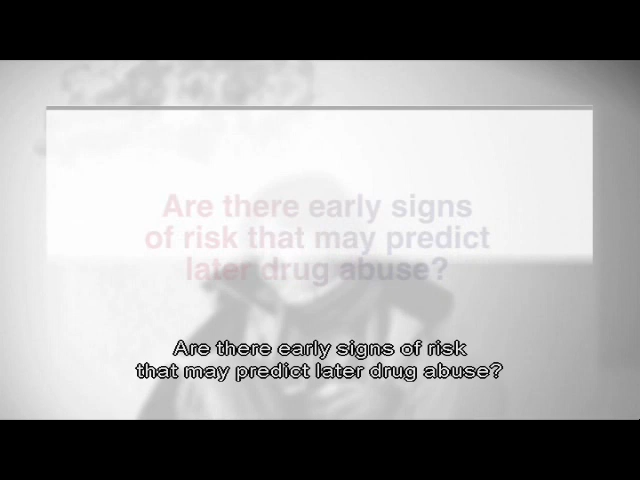 Are there early signs
of risk that may predict
later drug abuse?
Are there early signs of risk
that may predict later drug abuse?